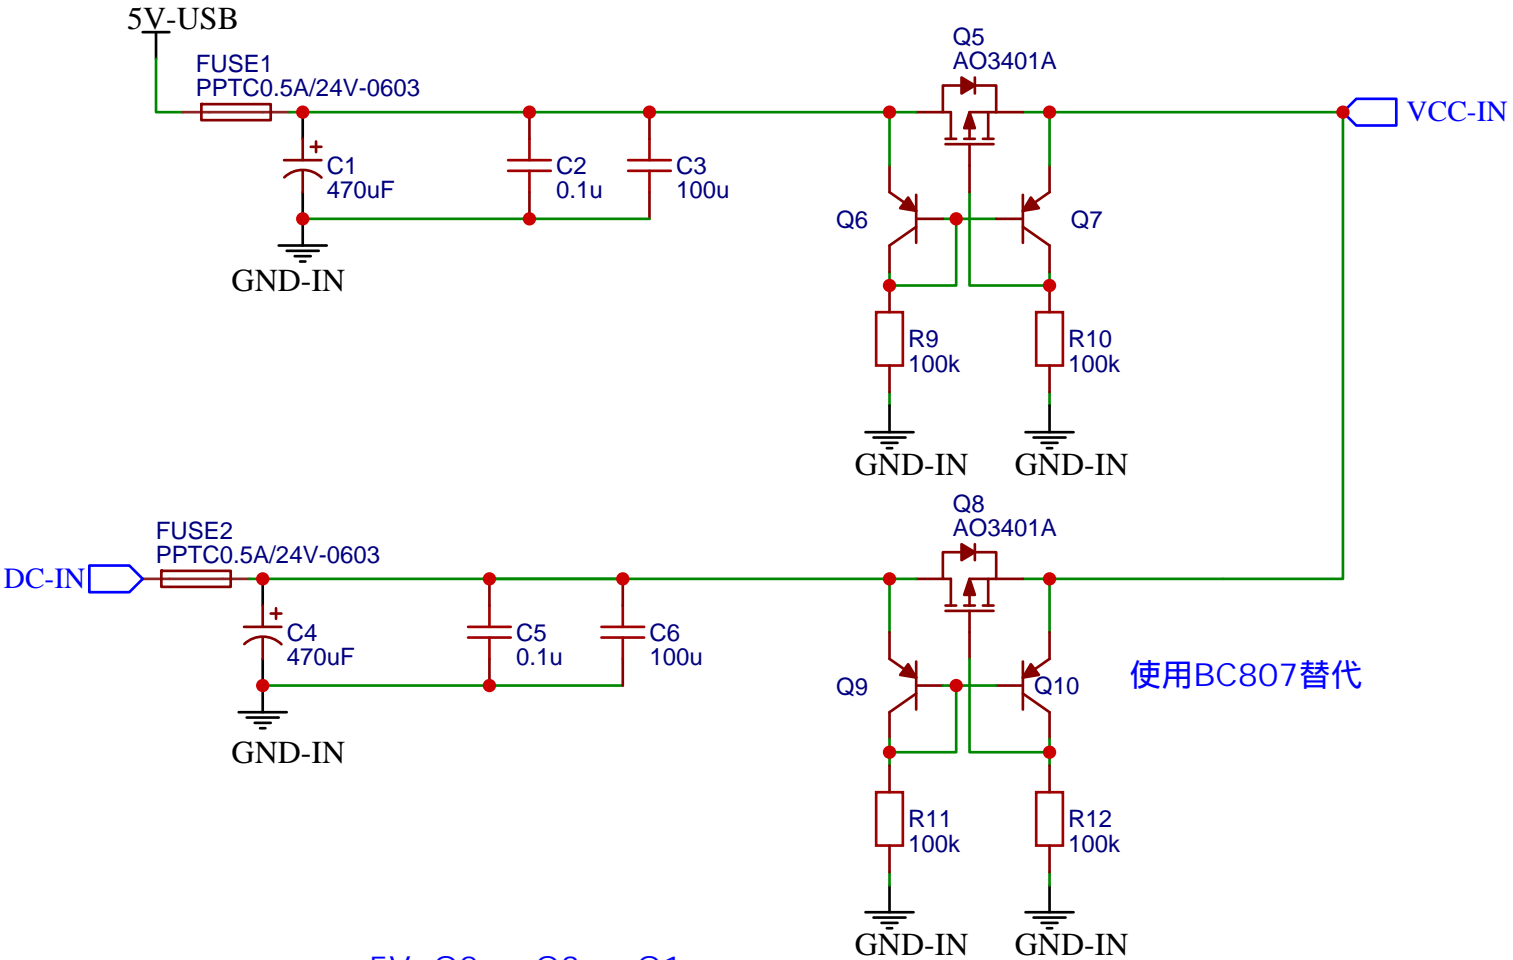 5V-USB
FUSE1
PPTC0.5A/24V-0603
C1
470uF
C2
0.1u
C3
100u
GND-IN
Q5
AO3401A
VCC-IN
Q6
Q7
R9
100k
R10
100k
GND-IN
GND-IN
FUSE2
PPTC0.5A/24V-0603
DC-IN
C4
470uF
C5
0.1u
C6
100u
GND-IN
Q8
AO3401A
Q9
Q10
使用BC807替代
R11
100k
R12
100k
GND-IN
GND-IN